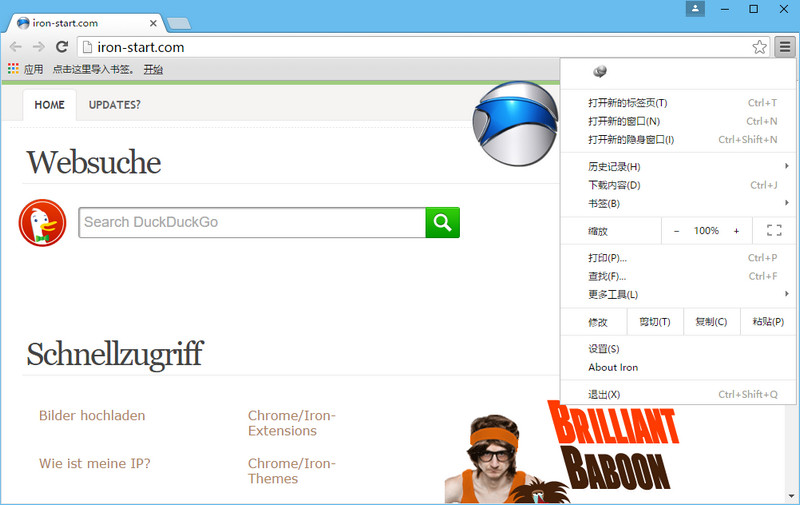 iron-start.com
iron-start.com
应用 点击这里导入书签。 开始
HOME UPDATES?
Websuche
Search DuckDuckGo
Schnellzugriff
Bilder hochladen
Chrome/Iron-
Extensions
Wie ist meine IP?
Chrome/Iron-
Themes
BRILLIANT
BABOON
打开新的标签页(T) Ctrl+T
打开新的窗口(N) Ctrl+N
打开新的隐身窗口(I) Ctrl+Shift+N
历史记录(H)
下载内容(D) Ctrl+J
书签(B)
缩放 − 100% +
打印(P)... Ctrl+P
查找(F)... Ctrl+F
更多工具(L)
修改 剪切(T) 复制(C) 粘贴(P)
设置(S)
About Iron
退出(X) Ctrl+Shift+Q